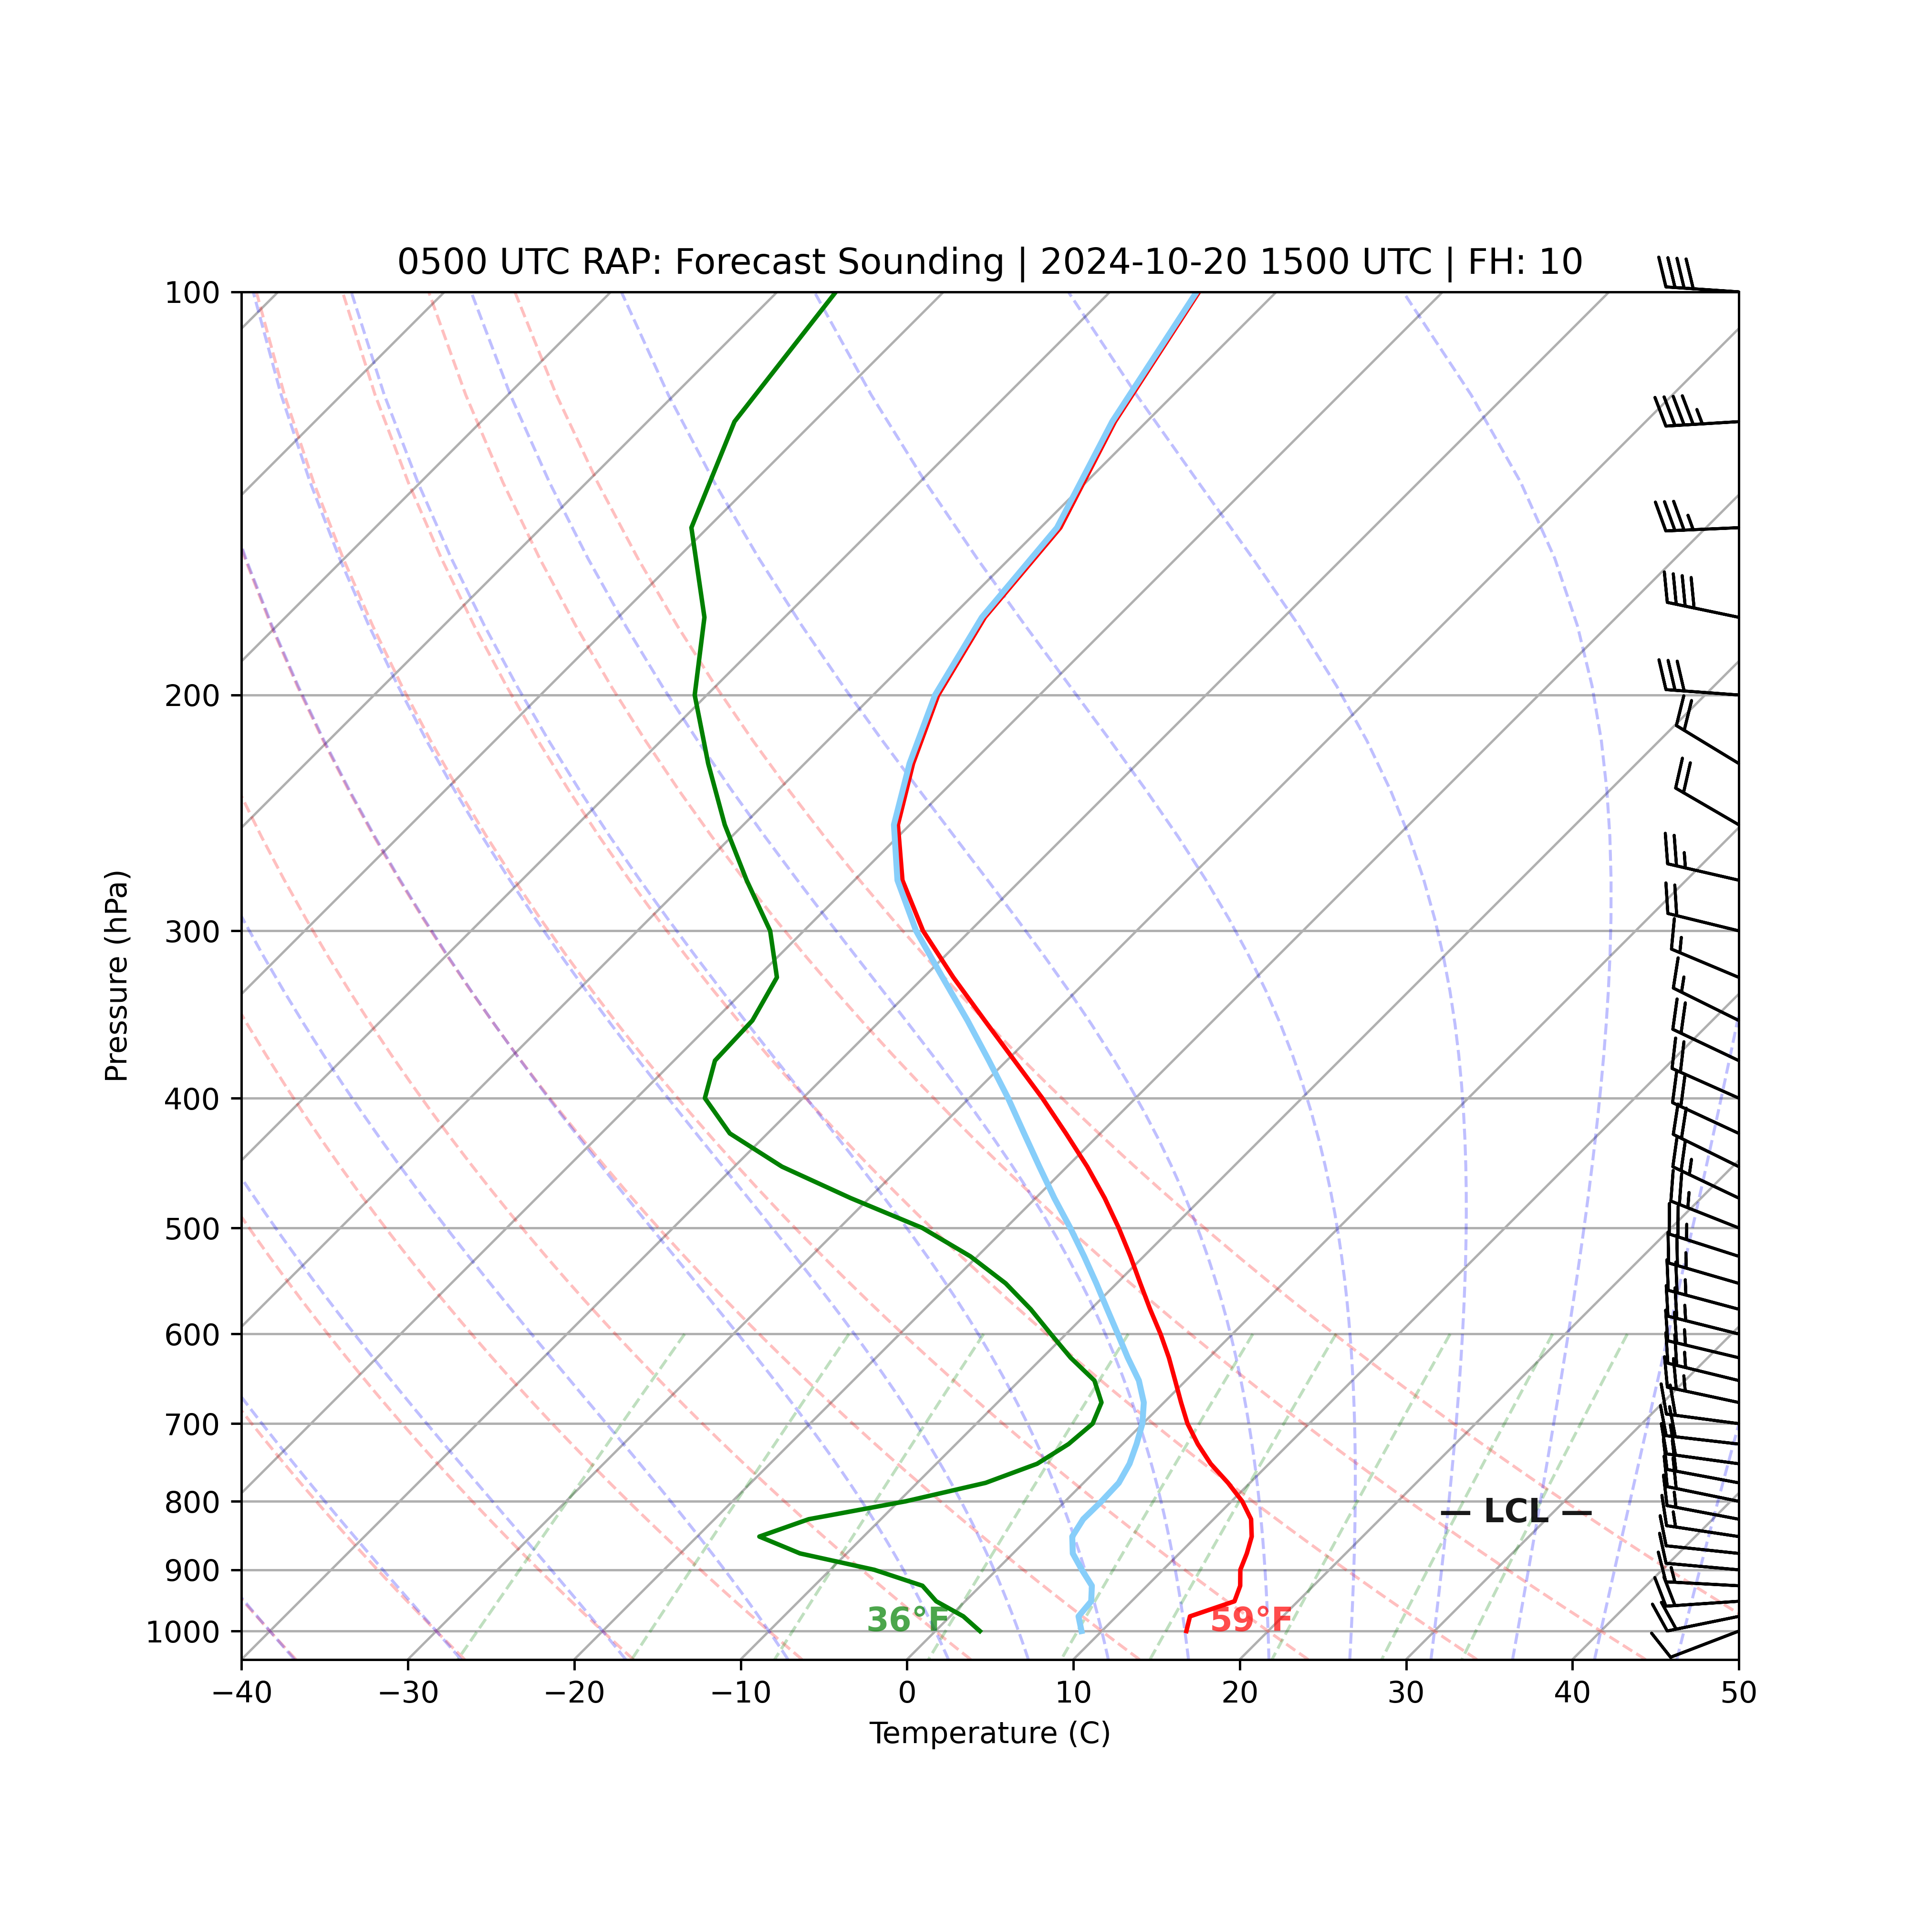 0500 UTC RAP: Forecast Sounding | 2024-10-20 1500 UTC | FH: 10
100
200
300
400
500
600
700
800
900
1000
Pressure (hPa)
— LCL —
36°F
59°F
−40 −30 −20 −10 0 10 20 30 40 50
Temperature (C)